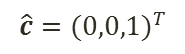 𝒄̂ = (0,0,1)ᵀ